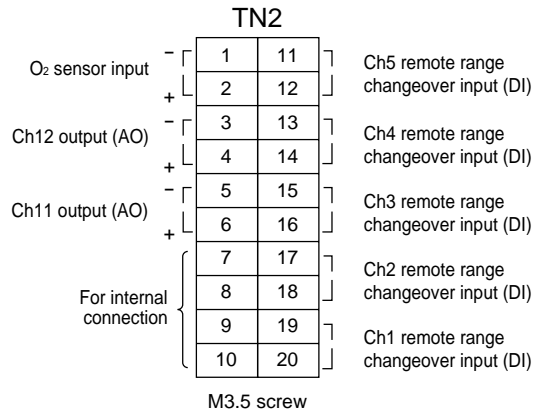 TN2
O2 sensor input
-
+
1 11
2 12
Ch5 remote range
changeover input (DI)
Ch12 output (AO)
-
+
3 13
4 14
Ch4 remote range
changeover input (DI)
Ch11 output (AO)
-
+
5 15
6 16
Ch3 remote range
changeover input (DI)
For internal
connection
7 17
8 18
Ch2 remote range
changeover input (DI)
9 19
10 20
Ch1 remote range
changeover input (DI)
M3.5 screw